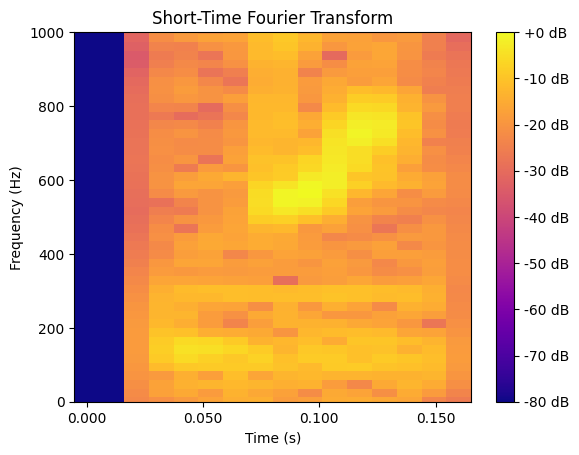 Short-Time Fourier Transform
1000
800
600
400
200
0
Frequency (Hz)
0.000
0.050
0.100
0.150
Time (s)
+0 dB
-10 dB
-20 dB
-30 dB
-40 dB
-50 dB
-60 dB
-70 dB
-80 dB